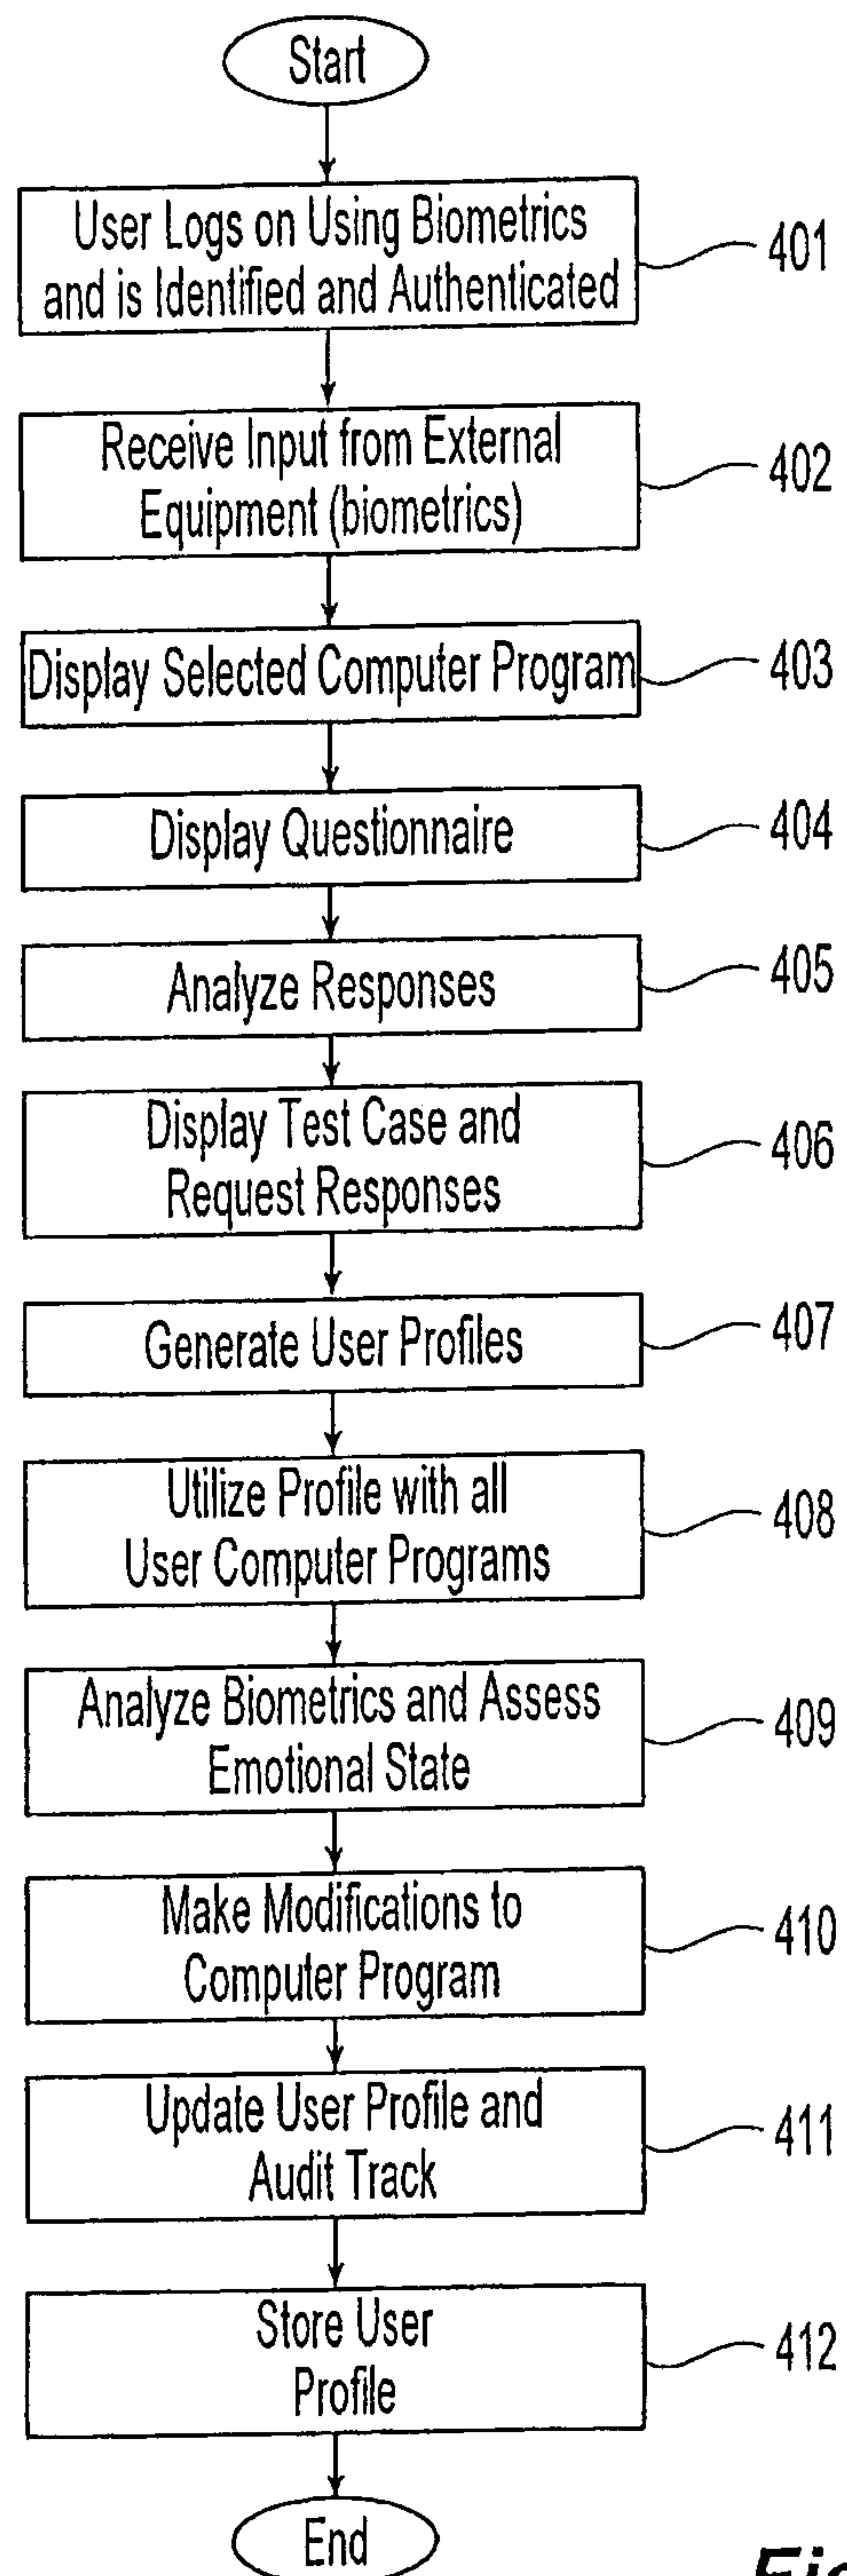 Start
User Logs on Using Biometrics
and is Identified and Authenticated
401
Receive Input from External
Equipment (biometrics)
402
Display Selected Computer Program
403
Display Questionnaire
404
Analyze Responses
405
Display Test Case and
Request Responses
406
Generate User Profiles
407
Utilize Profile with all
User Computer Programs
408
Analyze Biometrics and Assess
Emotional State
409
Make Modifications to
Computer Program
410
Update User Profile and
Audit Track
411
Store User
Profile
412
End